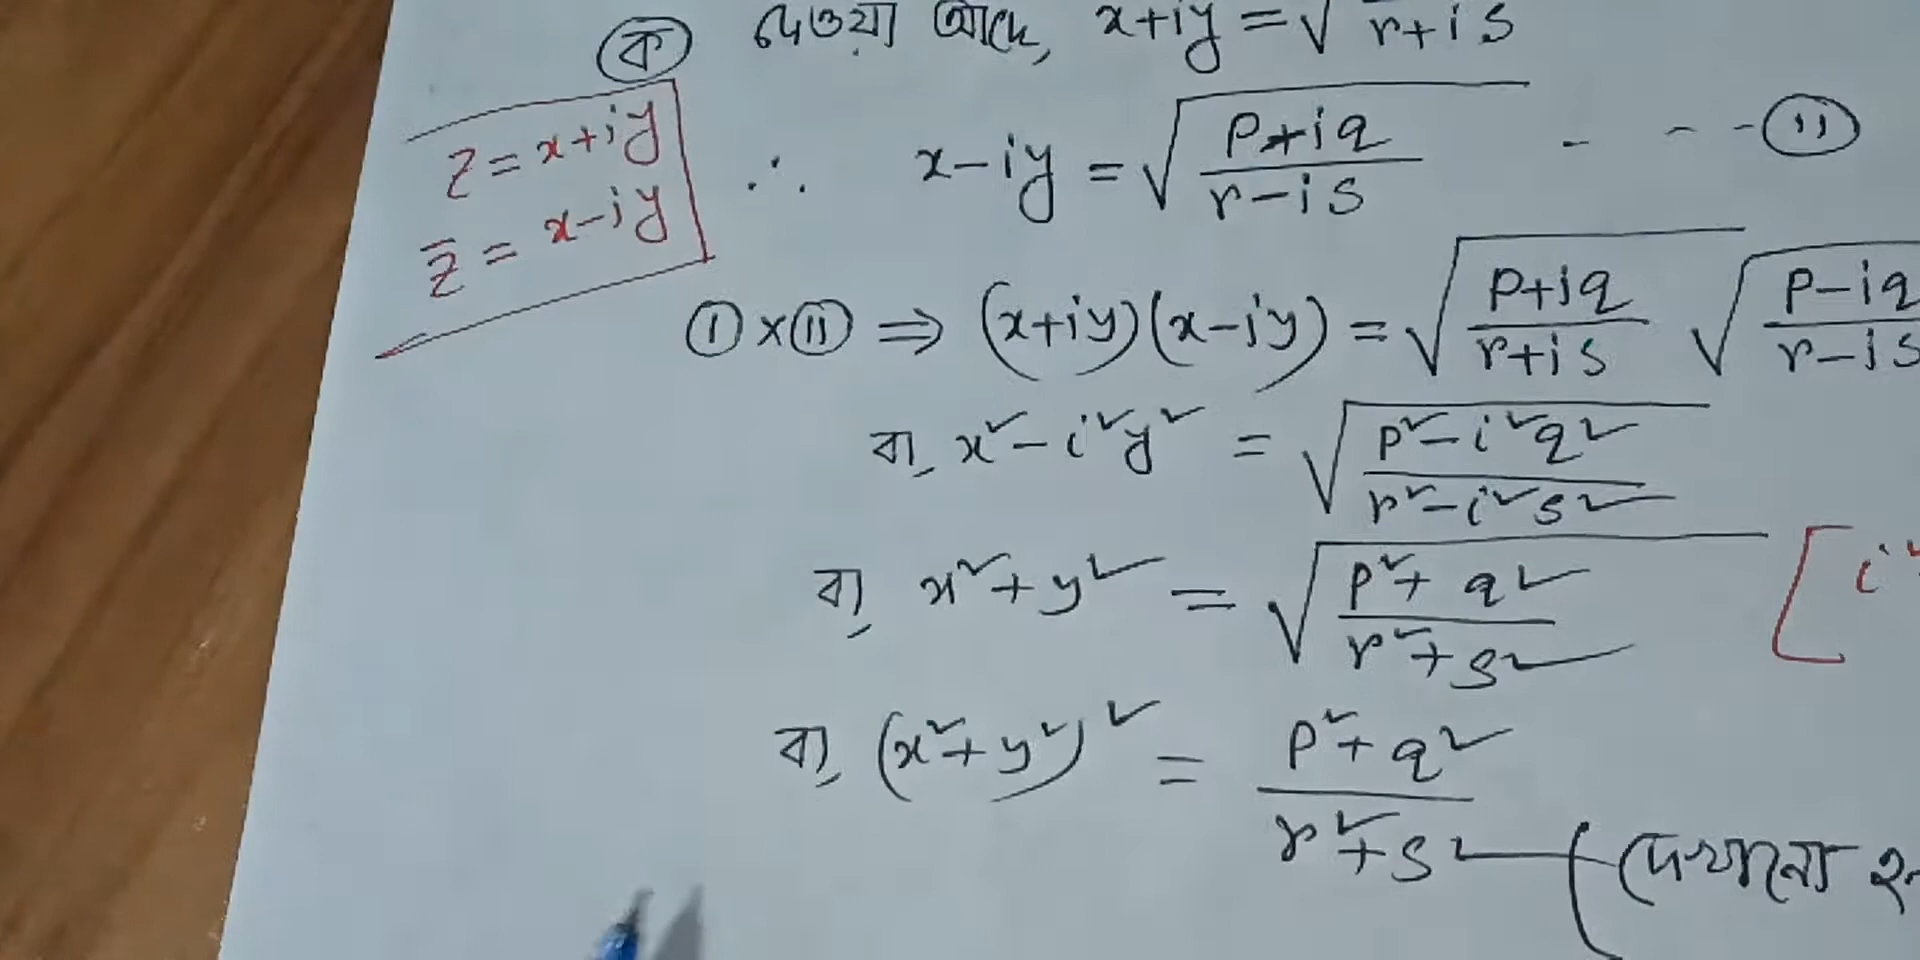 ক দেওয়া আছে, x+iy = √ r+is
z = x+iy
z̄ = x-iy
∴ x-iy = √((p+iq)/(r-is)) - - - (ii)
(i) × (ii) ⇒ (x+iy)(x-iy) = √((p+iq)/(r+is)) √((p-iq)/(r-is))
বা, x² - i²y² = √((p²-i²q²)/(r²-i²s²))
বা, x²+y² = √((p²+q²)/(r²+s²)) [i²
বা, (x²+y²)² = (p²+q²)/(r²+s²) (দেখানো